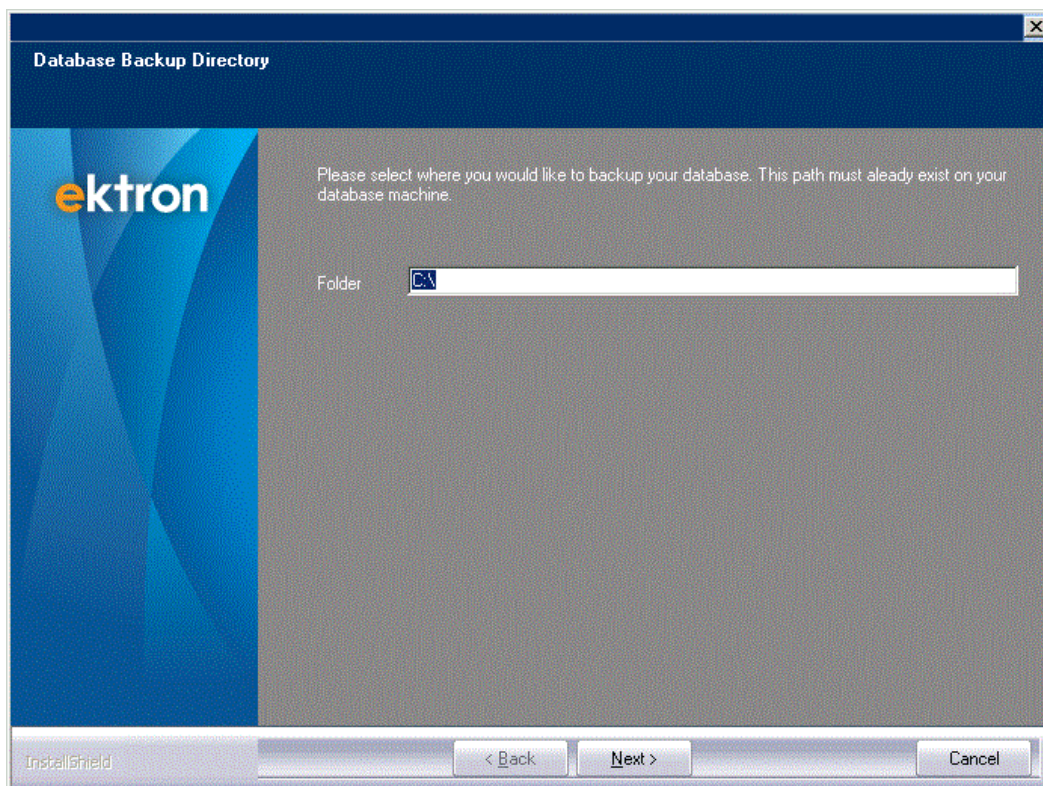 Database Backup Directory
ektron
Please select where you would like to backup your database. This path must aleady exist on your
database machine.
Folder
C:\
InstallShield
< Back
Next >
Cancel